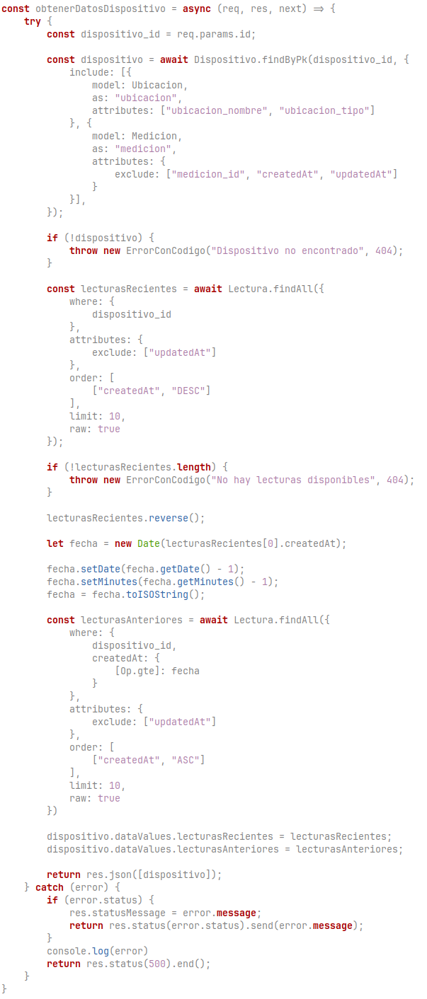 const obtenerDatosDispositivo = async (req, res, next) => {
    try {
        const dispositivo_id = req.params.id;

        const dispositivo = await Dispositivo.findByPk(dispositivo_id, {
            include: [{
                model: Ubicacion,
                as: "ubicacion",
                attributes: ["ubicacion_nombre", "ubicacion_tipo"]
            }, {
                model: Medicion,
                as: "medicion",
                attributes: {
                    exclude: ["medicion_id", "createdAt", "updatedAt"]
                }
            }],
        });

        if (!dispositivo) {
            throw new ErrorConCodigo("Dispositivo no encontrado", 404);
        }

        const lecturasRecientes = await Lectura.findAll({
            where: {
                dispositivo_id
            },
            attributes: {
                exclude: ["updatedAt"]
            },
            order: [
                ["createdAt", "DESC"]
            ],
            limit: 10,
            raw: true
        });

        if (!lecturasRecientes.length) {
            throw new ErrorConCodigo("No hay lecturas disponibles", 404);
        }

        lecturasRecientes.reverse();

        let fecha = new Date(lecturasRecientes[0].createdAt);

        fecha.setDate(fecha.getDate() - 1);
        fecha.setMinutes(fecha.getMinutes() - 1);
        fecha = fecha.toISOString();

        const lecturasAnteriores = await Lectura.findAll({
            where: {
                dispositivo_id,
                createdAt: {
                    [Op.gte]: fecha
                }
            },
            attributes: {
                exclude: ["updatedAt"]
            },
            order: [
                ["createdAt", "ASC"]
            ],
            limit: 10,
            raw: true
        })

        dispositivo.dataValues.lecturasRecientes = lecturasRecientes;
        dispositivo.dataValues.lecturasAnteriores = lecturasAnteriores;

        return res.json([dispositivo]);
    } catch (error) {
        if (error.status) {
            res.statusMessage = error.message;
            return res.status(error.status).send(error.message);
        }
        console.log(error)
        return res.status(500).end();
    }
}